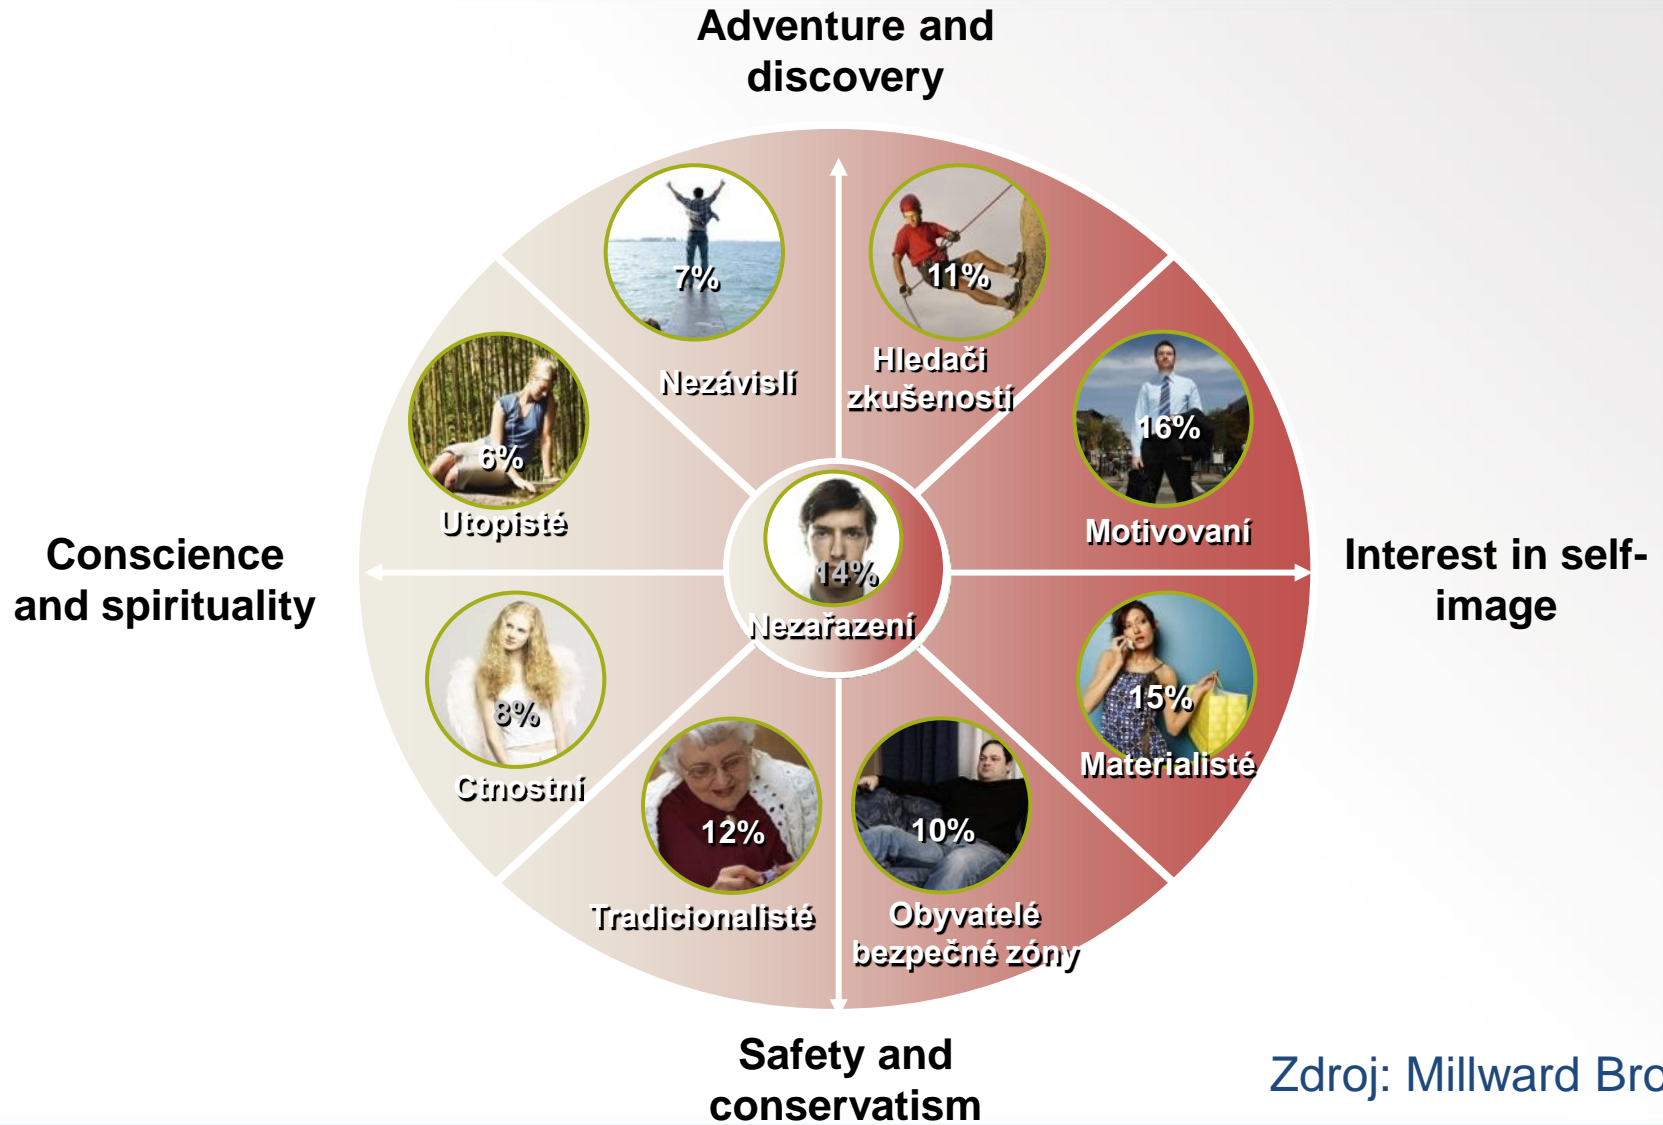 Adventure and
discovery
7%
11%
Nezávislí
Hledači
zkušeností
6%
Utopisté
16%
Motivovaní
14%
Nezařazení
Conscience
and spirituality
Interest in self-
image
8%
Ctnostní
15%
Materialisté
12%
Tradicionalisté
10%
Obyvatelé
bezpečné zóny
Safety and
conservatism
Zdroj: Millward Bro